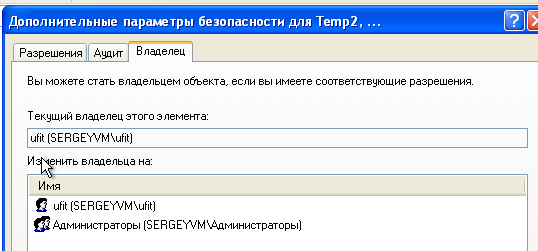 Дополнительные параметры безопасности для Temp2, ...
Разрешения Аудит Владелец
Вы можете стать владельцем объекта, если вы имеете соответствующие разрешения.
Текущий владелец этого элемента:
ufit (SERGEYVM\ufit)
Изменить владельца на:
Имя
ufit (SERGEYVM\ufit)
Администраторы (SERGEYVM\Администраторы)